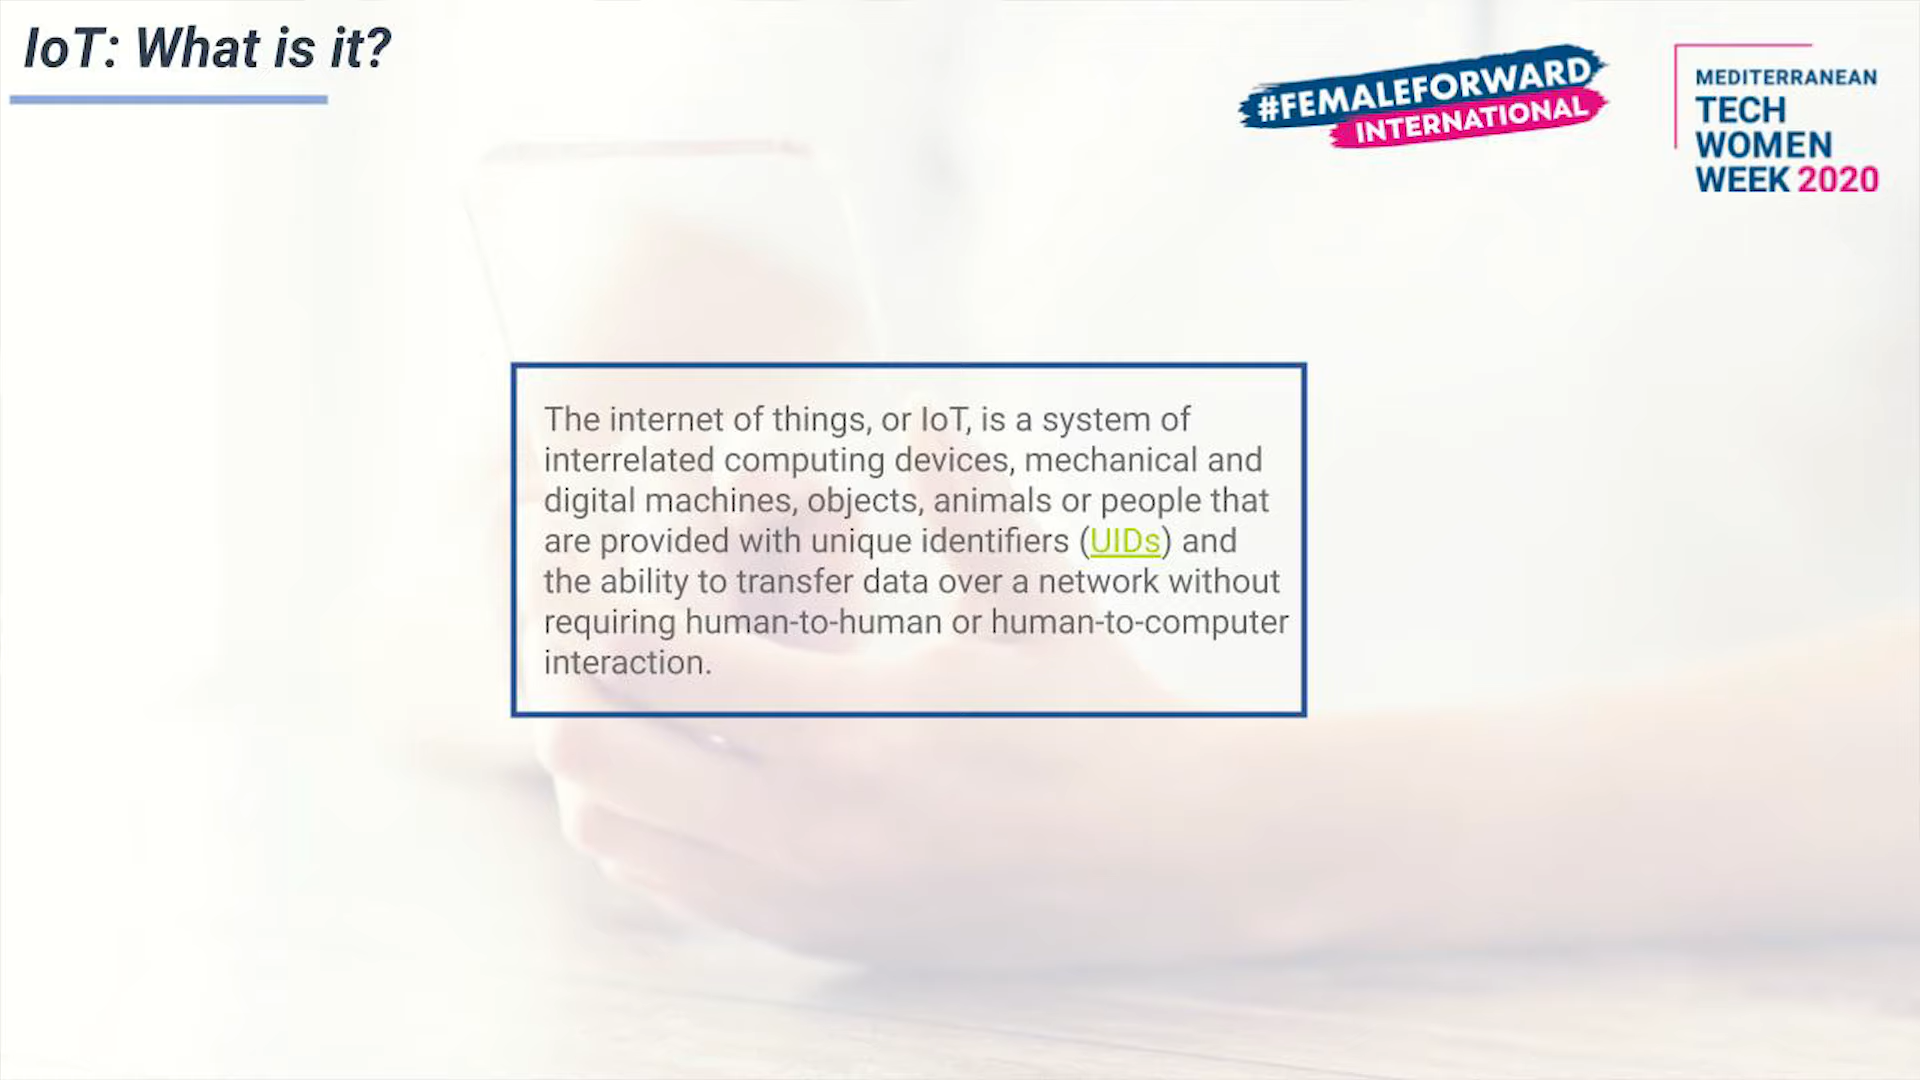 IoT: What is it?
#FEMALEFORWARD
INTERNATIONAL
MEDITERRANEAN
TECH
WOMEN
WEEK 2020
The internet of things, or IoT, is a system of
interrelated computing devices, mechanical and
digital machines, objects, animals or people that
are provided with unique identifiers (UIDs) and
the ability to transfer data over a network without
requiring human-to-human or human-to-computer
interaction.